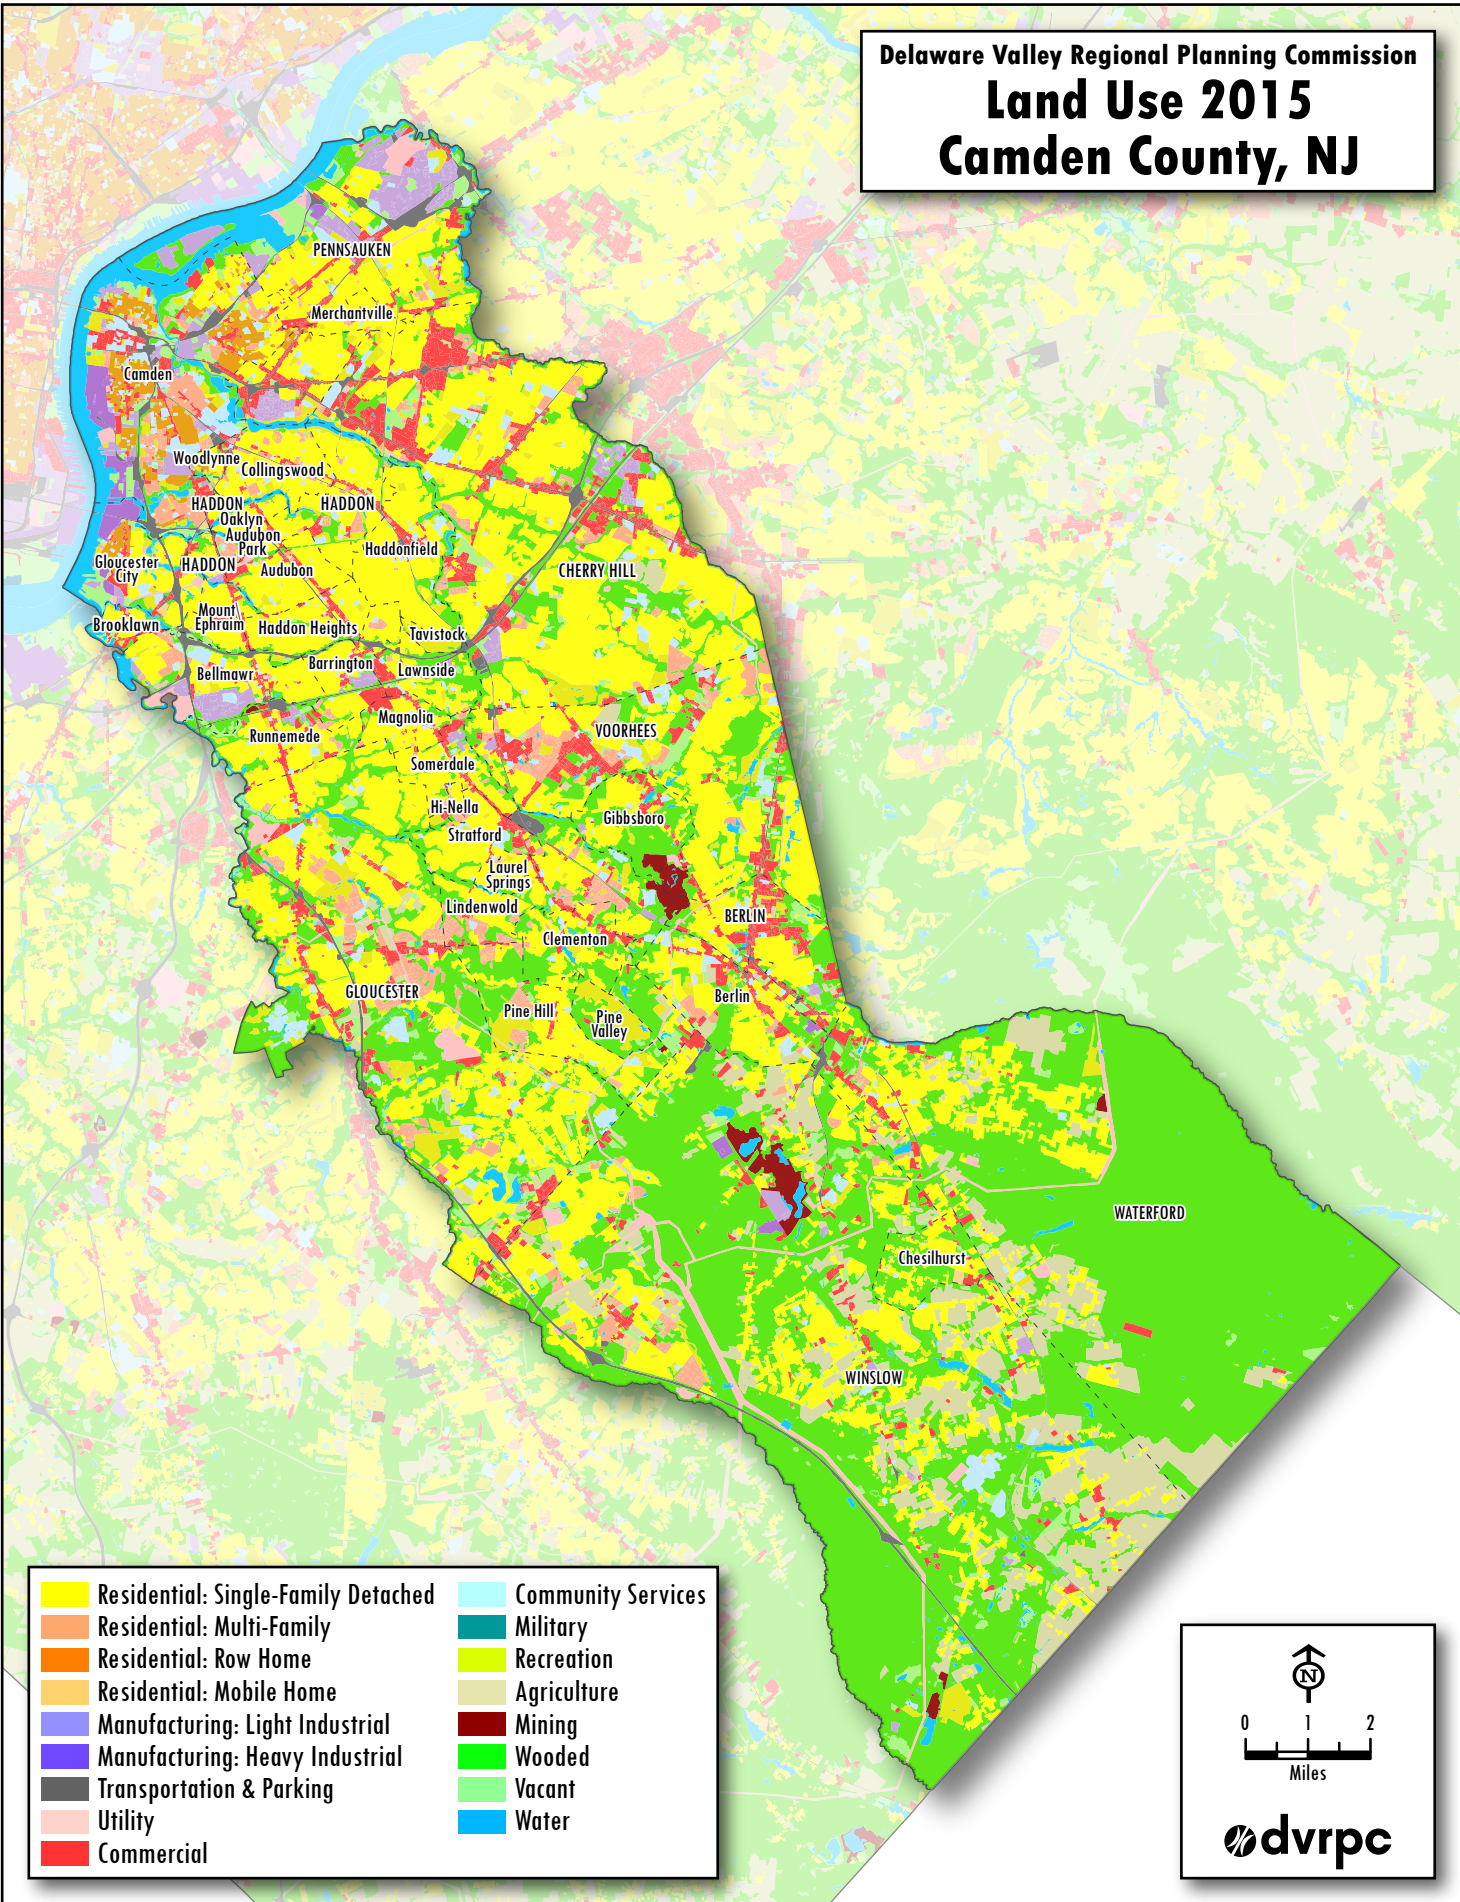 Delaware Valley Regional Planning Commission
Land Use 2015
Camden County, NJ
PENNSAUKEN
Merchantville
Camden
Woodlynne
Collingswood
HADDON
HADDON
Oaklyn
Audubon
Park
Haddonfield
Gloucester
City
HADDON
Audubon
CHERRY HILL
Mount
Ephraim
Brooklawn
Haddon Heights
Tavistock
Barrington
Lawnside
Bellmawr
Magnolia
Runnemede
VOORHEES
Somerdale
Hi-Nella
Stratford
Gibbsboro
Laurel
Springs
Lindenwold
BERLIN
Clementon
GLOUCESTER
Berlin
Pine Hill
Pine
Valley
WATERFORD
Chesilhurst
WINSLOW
Residential: Single-Family Detached
Residential: Multi-Family
Residential: Row Home
Residential: Mobile Home
Manufacturing: Light Industrial
Manufacturing: Heavy Industrial
Transportation & Parking
Utility
Commercial
Community Services
Military
Recreation
Agriculture
Mining
Wooded
Vacant
Water
N
0 1 2
Miles
dvrpc